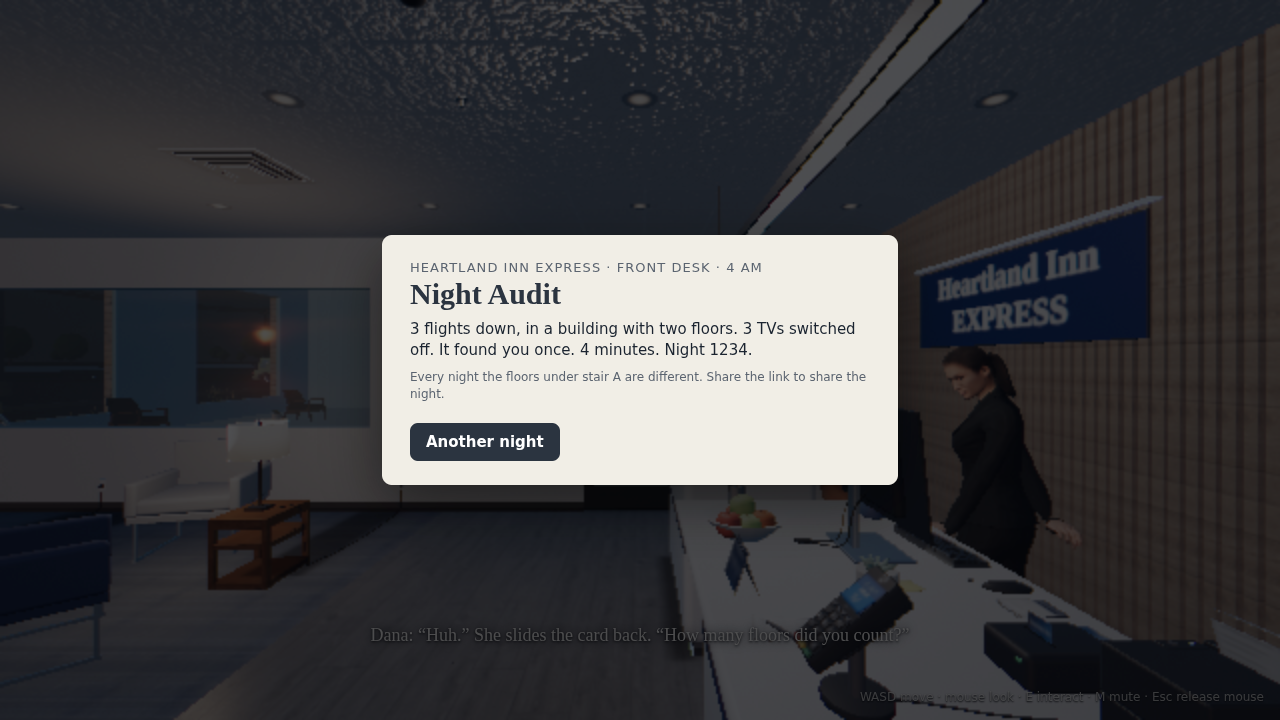 Heartland Inn
EXPRESS
HEARTLAND INN EXPRESS · FRONT DESK · 4 AM
Night Audit
3 flights down, in a building with two floors. 3 TVs switched
off. It found you once. 4 minutes. Night 1234.
Every night the floors under stair A are different. Share the link to share the
night.
Another night
Dana: “Huh.” She slides the card back. “How many floors did you count?”
WASD move · mouse look · E interact · M mute · Esc release mouse